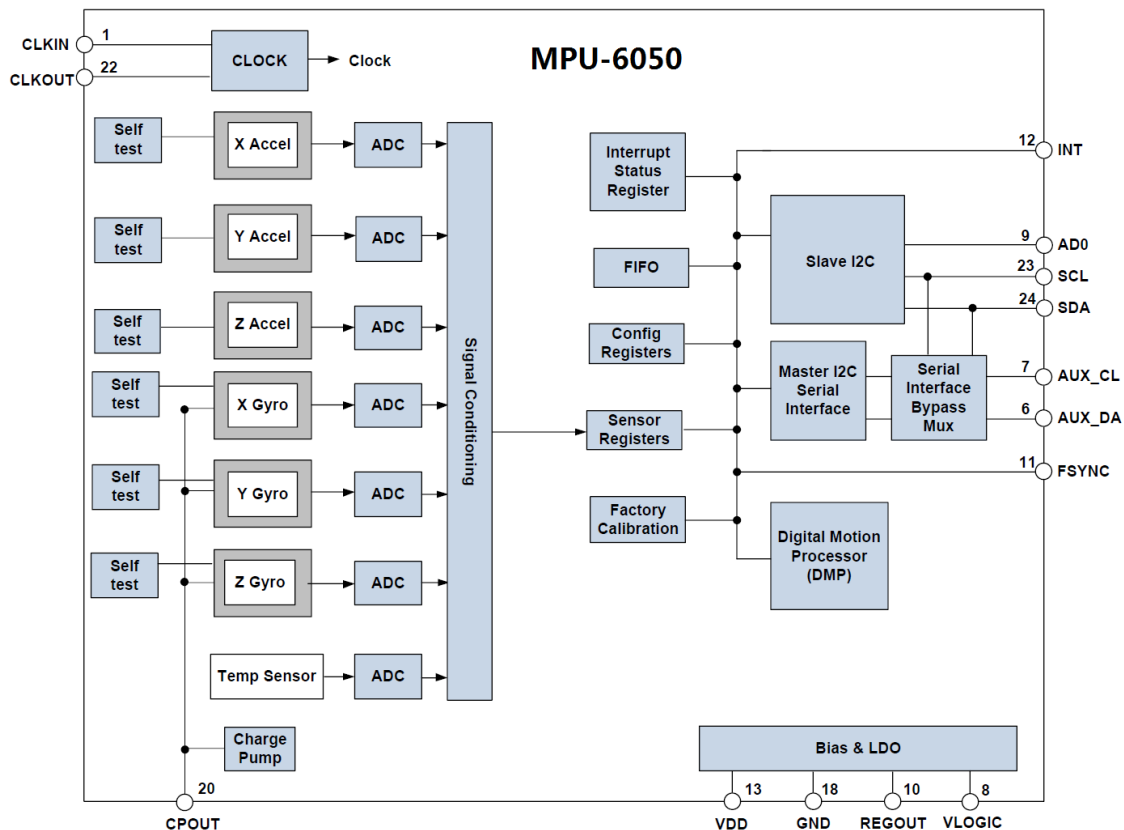 MPU-6050
CLKIN
1
CLKOUT
22
CLOCK
Clock
Self
test
X Accel
ADC
Self
test
Y Accel
ADC
Self
test
Z Accel
ADC
Self
test
X Gyro
ADC
Self
test
Y Gyro
ADC
Self
test
Z Gyro
ADC
Temp Sensor
ADC
Signal Conditioning
Charge
Pump
20
CPOUT
Interrupt
Status
Register
FIFO
Config
Registers
Sensor
Registers
Factory
Calibration
Slave I2C
Master I2C
Serial
Interface
Serial
Interface
Bypass
Mux
Digital Motion
Processor
(DMP)
12
INT
9
AD0
23
SCL
24
SDA
7
AUX_CL
6
AUX_DA
11
FSYNC
Bias & LDO
13
VDD
18
GND
10
REGOUT
8
VLOGIC